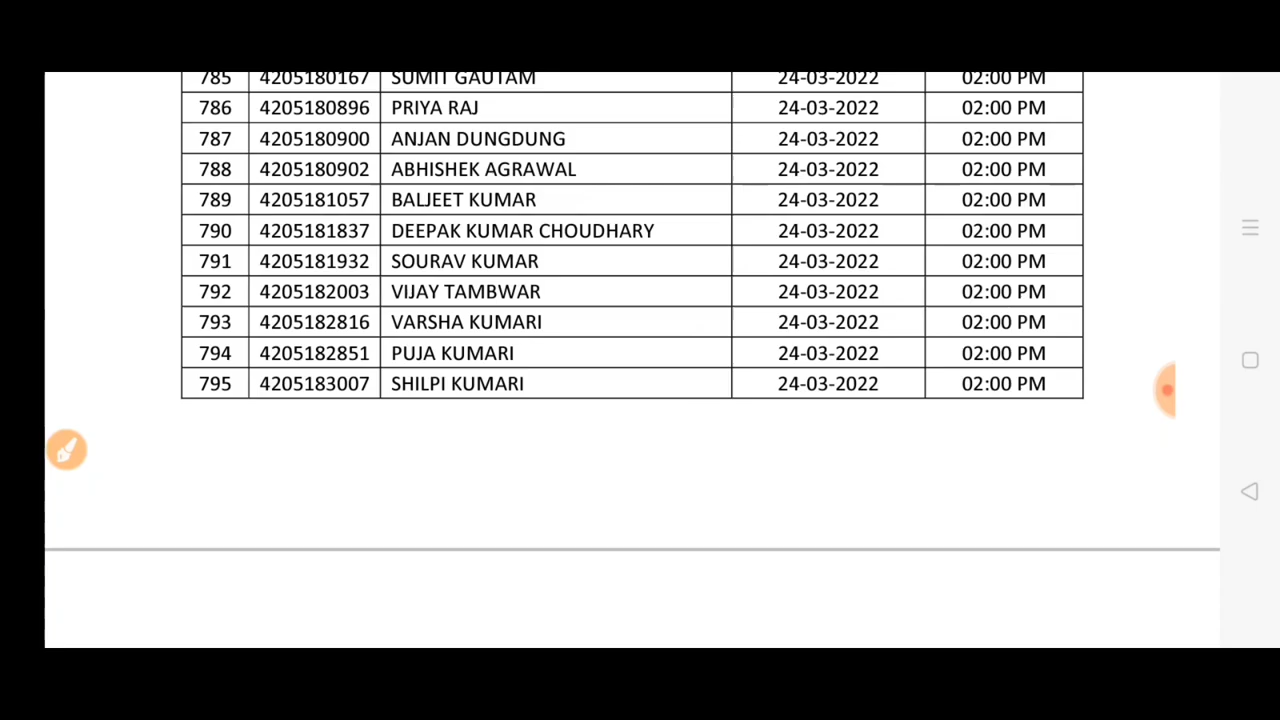 785 4205180167 SUMIT GAUTAM 24-03-2022 02:00 PM
786 4205180896 PRIYA RAJ 24-03-2022 02:00 PM
787 4205180900 ANJAN DUNGDUNG 24-03-2022 02:00 PM
788 4205180902 ABHISHEK AGRAWAL 24-03-2022 02:00 PM
789 4205181057 BALJEET KUMAR 24-03-2022 02:00 PM
790 4205181837 DEEPAK KUMAR CHOUDHARY 24-03-2022 02:00 PM
791 4205181932 SOURAV KUMAR 24-03-2022 02:00 PM
792 4205182003 VIJAY TAMBWAR 24-03-2022 02:00 PM
793 4205182816 VARSHA KUMARI 24-03-2022 02:00 PM
794 4205182851 PUJA KUMARI 24-03-2022 02:00 PM
795 4205183007 SHILPI KUMARI 24-03-2022 02:00 PM